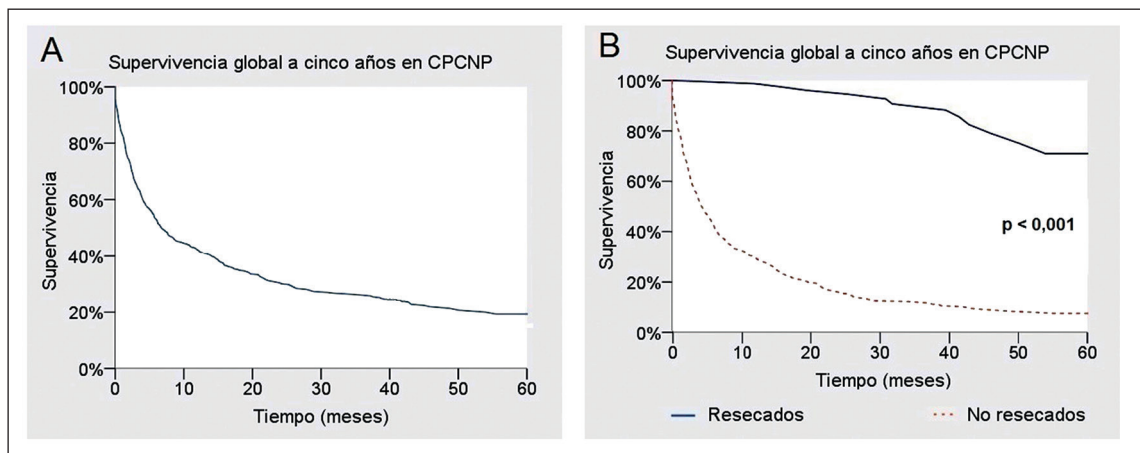 A
Supervivencia global a cinco años en CPCNP
100%
80%
60%
40%
20%
0%
Supervivencia
0 10 20 30 40 50 60
Tiempo (meses)
B
Supervivencia global a cinco años en CPCNP
100%
80%
60%
40%
20%
0%
Supervivencia
p < 0,001
0 10 20 30 40 50 60
Tiempo (meses)
Resecados No resecados